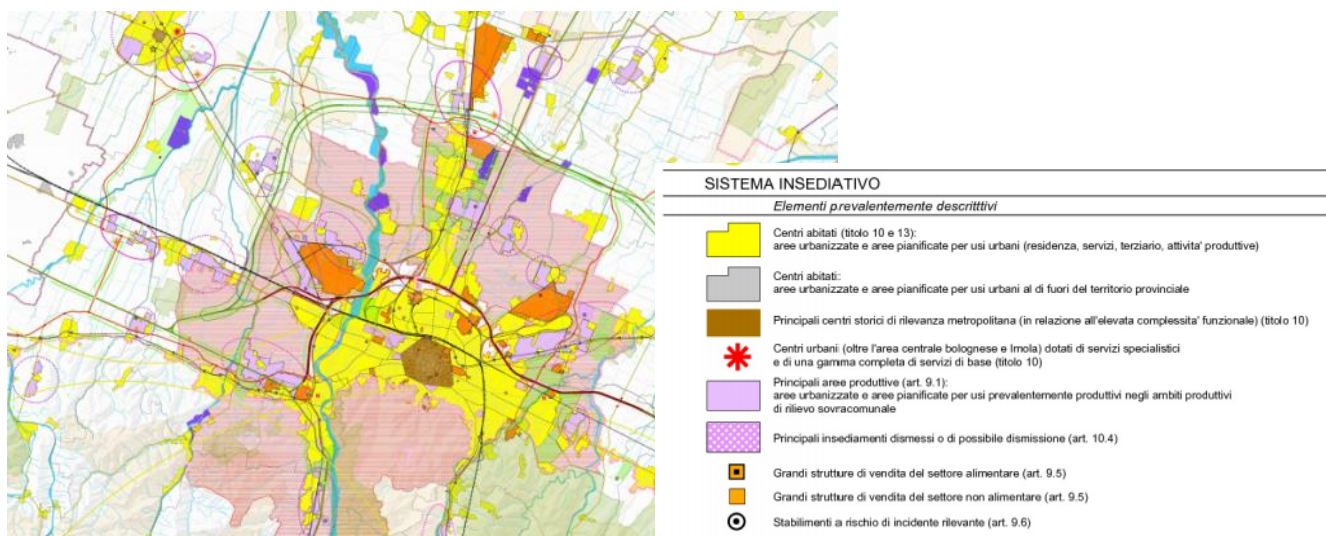 SISTEMA INSEDIATIVO
Elementi prevalentemente descritttivi
Centri abitati (titolo 10 e 13):
aree urbanizzate e aree pianificate per usi urbani (residenza, servizi, terziario, attivita' produttive)
Centri abitati:
aree urbanizzate e aree pianificate per usi urbani al di fuori del territorio provinciale
Principali centri storici di rilevanza metropolitana (in relazione all'elevata complessita' funzionale) (titolo 10)
Centri urbani (oltre l'area centrale bolognese e Imola) dotati di servizi specialistici
e di una gamma completa di servizi di base (titolo 10)
Principali aree produttive (art. 9.1):
aree urbanizzate e aree pianificate per usi prevalentemente produttivi negli ambiti produttivi
di rilievo sovracomunale
Principali insediamenti dismessi o di possibile dismissione (art. 10.4)
Grandi strutture di vendita del settore alimentare (art. 9.5)
Grandi strutture di vendita del settore non alimentare (art. 9.5)
Stabilimenti a rischio di incidente rilevante (art. 9.6)